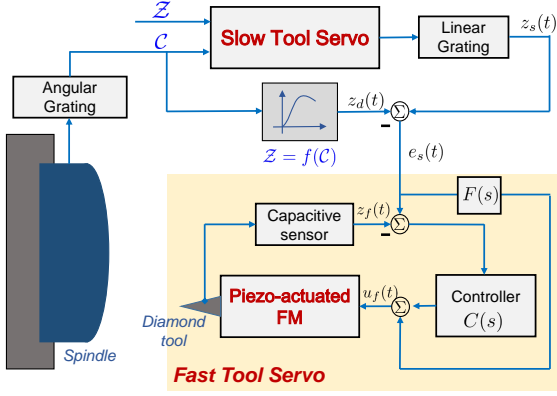 𝒵
Slow Tool Servo
Linear
Grating
z_s(t)
𝒞
Angular
Grating
z_d(t)
Σ
𝒵 = f(𝒞)
e_s(t)
F(s)
Capacitive
sensor
z_f(t)
Σ
Piezo-actuated
FM
u_f(t)
Σ
Controller
C(s)
Diamond
tool
Spindle
Fast Tool Servo